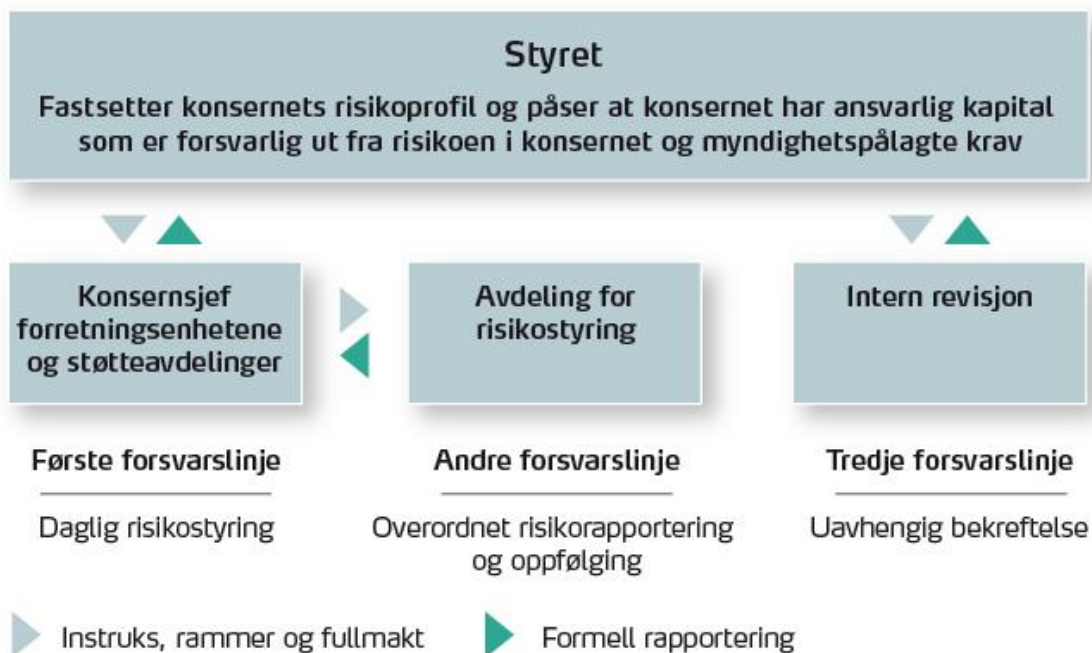 Styret
Fastsetter konsernets risikoprofil og påser at konsernet har ansvarlig kapital
som er forsvarlig ut fra risikoen i konsernet og myndighetspålagte krav
Konsernsjef
forretningsenhetene
og støtteavdelinger
Avdeling for
risikostyring
Intern revisjon
Første forsvarslinje
Daglig risikostyring
Andre forsvarslinje
Overordnet risikorapportering
og oppfølging
Tredje forsvarslinje
Uavhengig bekreftelse
Instruks, rammer og fullmakt
Formell rapportering